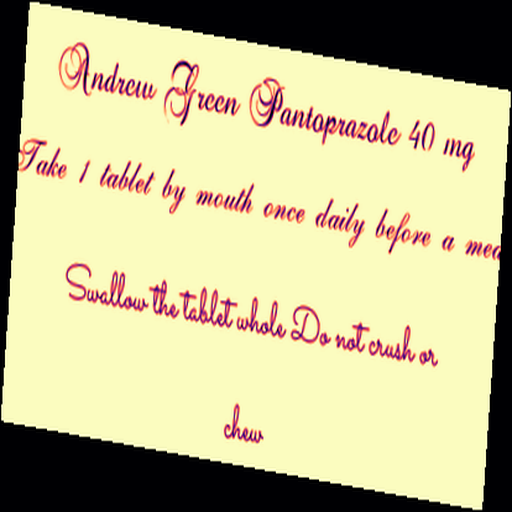 Andrew Green Pantoprazole 40 mg
Take 1 tablet by mouth once daily before a mea
Swallow the tablet whole Do not crush or
chew